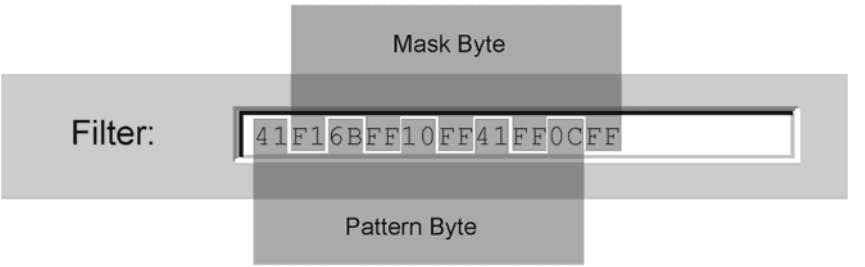 Mask Byte
Filter: 41F16BFF10FF41FF0CFF
Pattern Byte